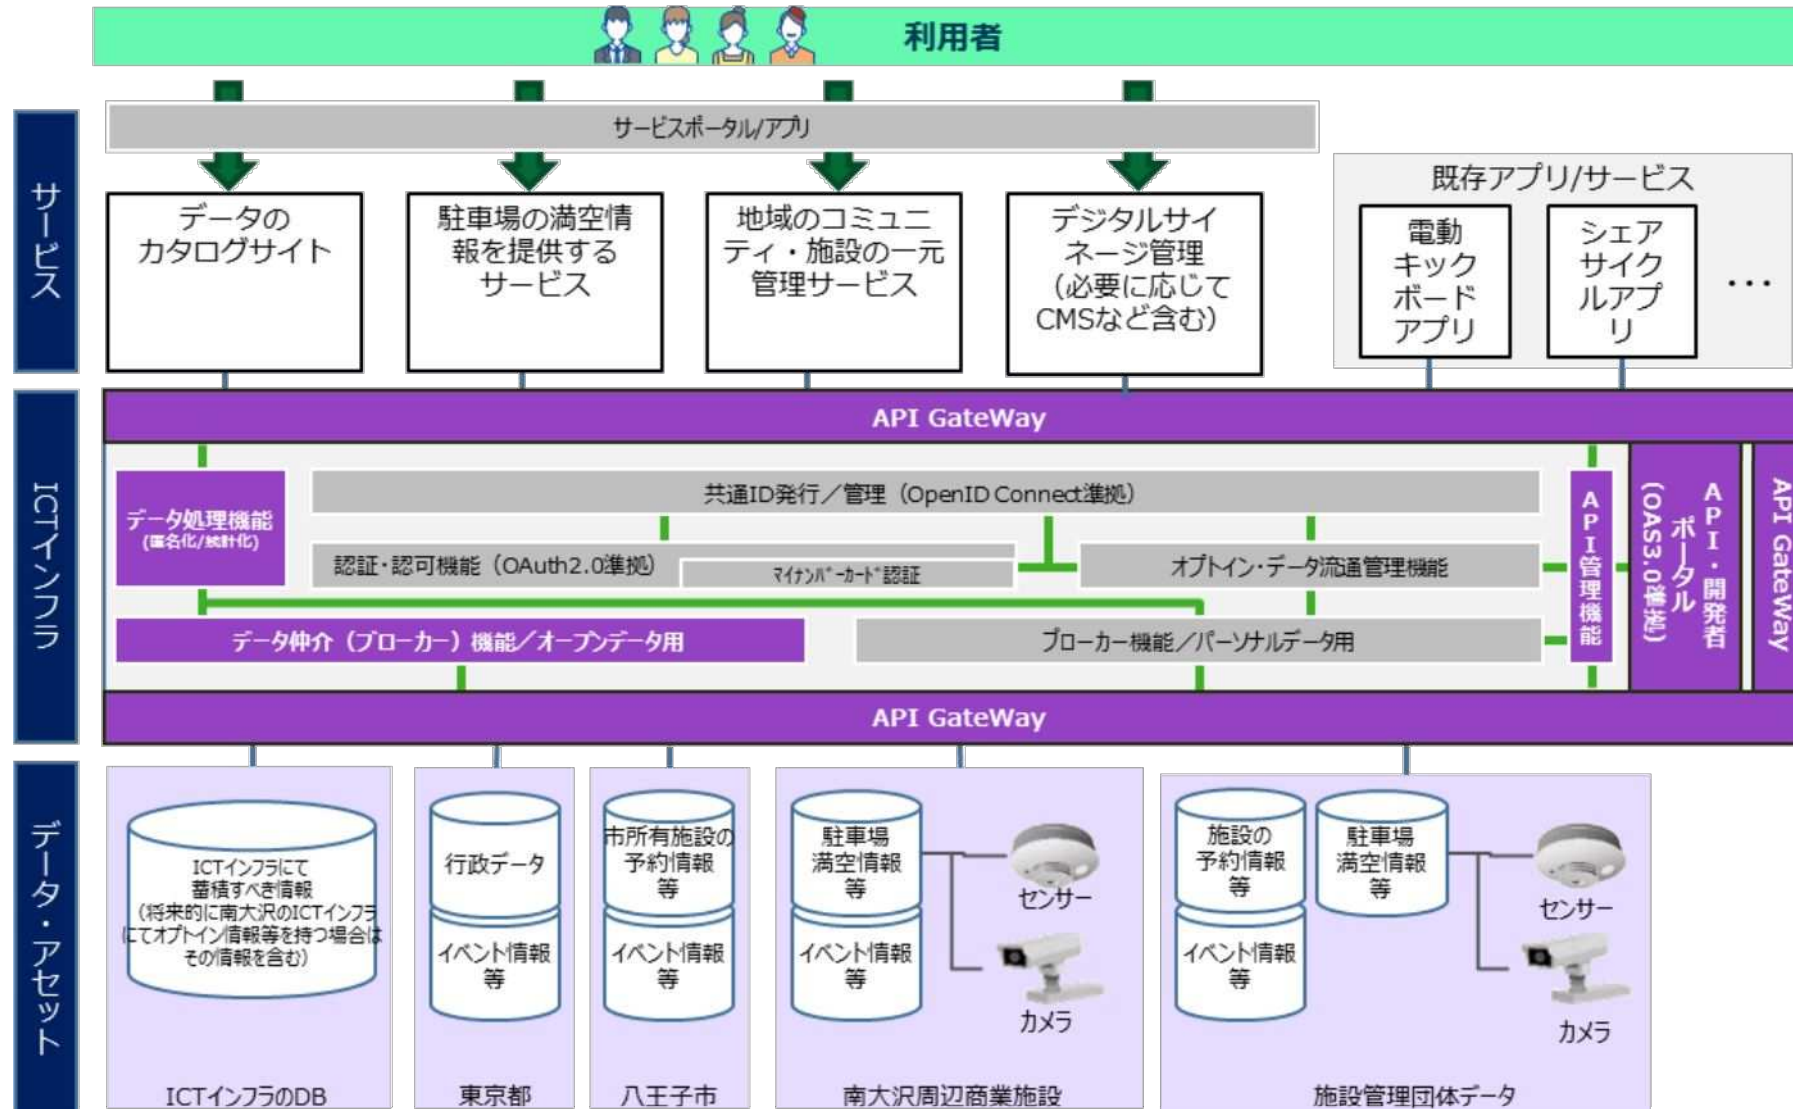 利用者
サービス
サービスポータル/アプリ
データの
カタログサイト
駐車場の満空情
報を提供する
サービス
地域のコミュニ
ティ・施設の一元
管理サービス
デジタルサイ
ネージ管理
（必要に応じて
CMSなど含む）
既存アプリ/サービス
電動
キック
ボード
アプリ
シェア
サイク
ルアプ
リ
…
ICTインフラ
API GateWay
データ処理機能
(匿名化/統計化)
共通ID発行／管理（OpenID Connect準拠）
認証・認可機能（OAuth2.0準拠）
マイナンバーカード認証
オプトイン・データ流通管理機能
データ仲介（ブローカー）機能／オープンデータ用
ブローカー機能／パーソナルデータ用
API管理機能
API・開発者
ポータル
(OAS3.0準拠)
API GateWay
API GateWay
データ・アセット
ICTインフラにて
蓄積すべき情報
（将来的に南大沢のICTインフラ
にてオプトイン情報等を持つ場合は
その情報を含む）
ICTインフラのDB
行政データ
イベント情報
等
東京都
市所有施設の
予約情報
等
イベント情報
等
八王子市
駐車場
満空情報
等
イベント情報
等
センサー
カメラ
南大沢周辺商業施設
施設の
予約情報
等
駐車場
満空情報
等
イベント情報
等
センサー
カメラ
施設管理団体データ